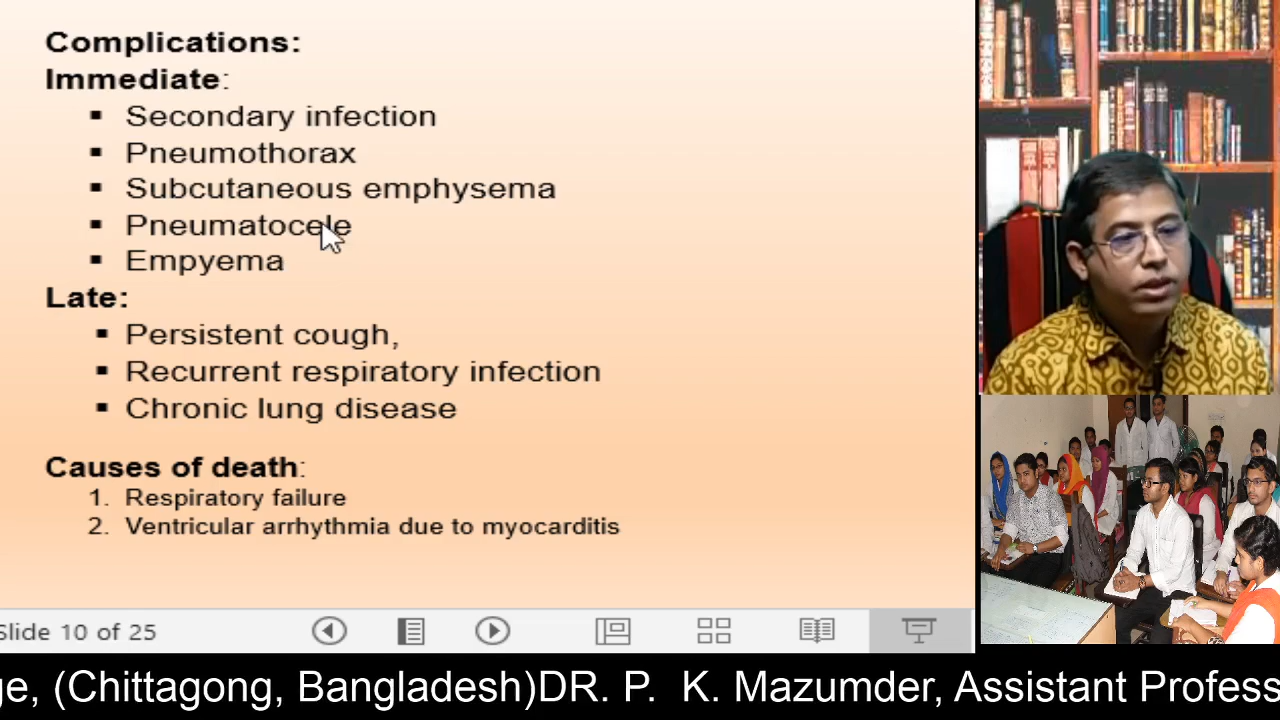 Complications:
Immediate:
▪ Secondary infection
▪ Pneumothorax
▪ Subcutaneous emphysema
▪ Pneumatocele
▪ Empyema
Late:
▪ Persistent cough,
▪ Recurrent respiratory infection
▪ Chronic lung disease
Causes of death:
1. Respiratory failure
2. Ventricular arrhythmia due to myocarditis
Slide 10 of 25
ge, (Chittagong, Bangladesh)DR. P. K. Mazumder, Assistant Profess